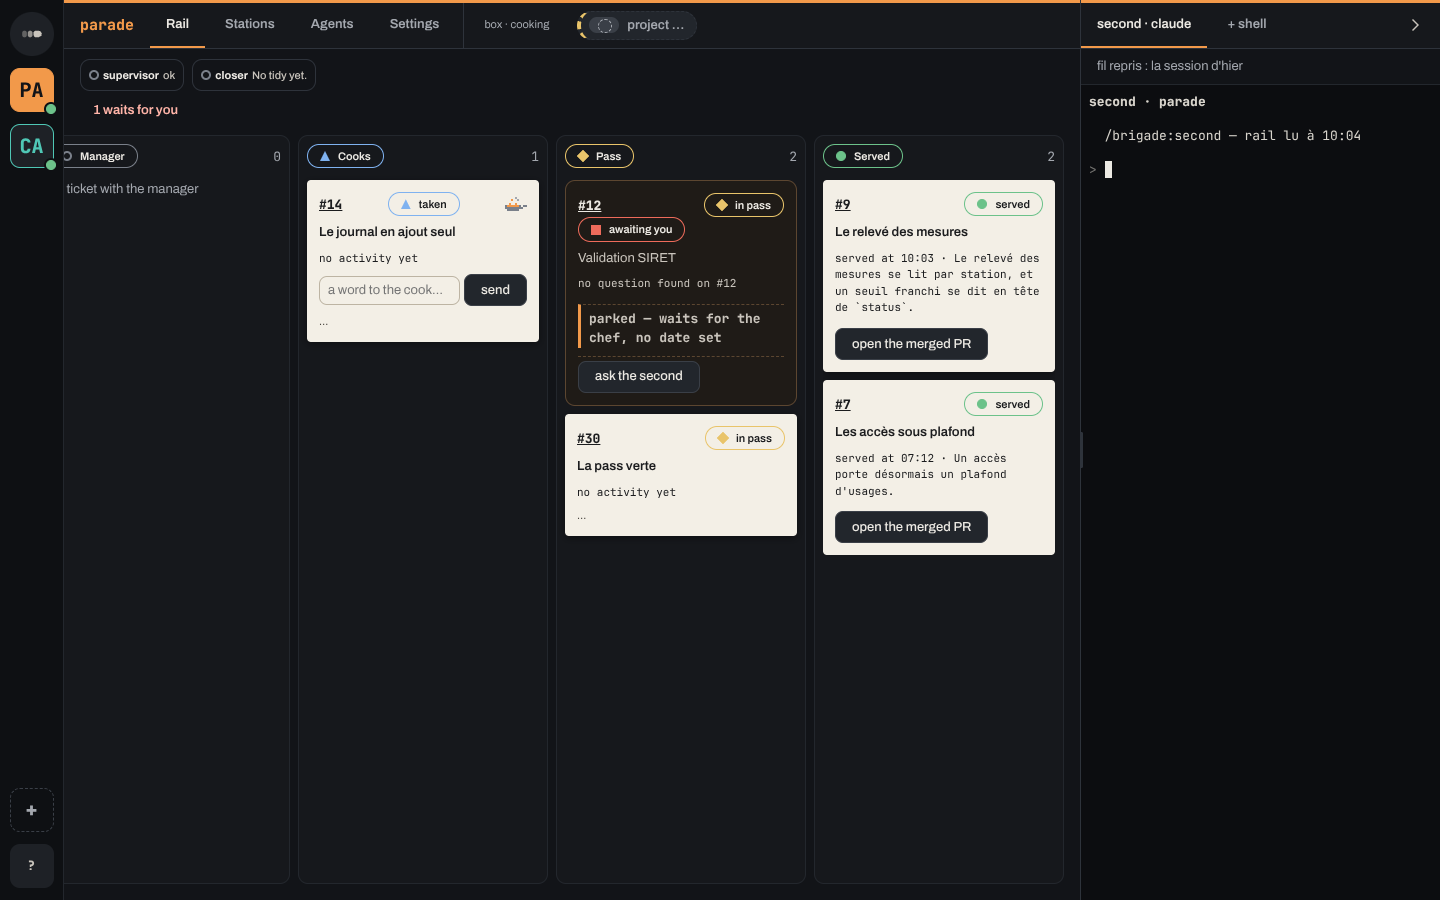 parade
Rail
Stations
Agents
Settings
box · cooking
project ...
second · claude
+ shell
PA
CA
+
?
supervisor ok
closer No tidy yet.
1 waits for you
Manager
0
ticket with the manager
Cooks
1
#14
taken
Le journal en ajout seul
no activity yet
a word to the cook...
send
...
Pass
2
#12
in pass
awaiting you
Validation SIRET
no question found on #12
parked — waits for the
chef, no date set
ask the second
#30
in pass
La pass verte
no activity yet
...
Served
2
#9
served
Le relevé des mesures
served at 10:03 · Le relevé des
mesures se lit par station, et
un seuil franchi se dit en tête
de `status`.
open the merged PR
#7
served
Les accès sous plafond
served at 07:12 · Un accès
porte désormais un plafond
d'usages.
open the merged PR
fil repris : la session d'hier
second · parade
/brigade:second — rail lu à 10:04
>